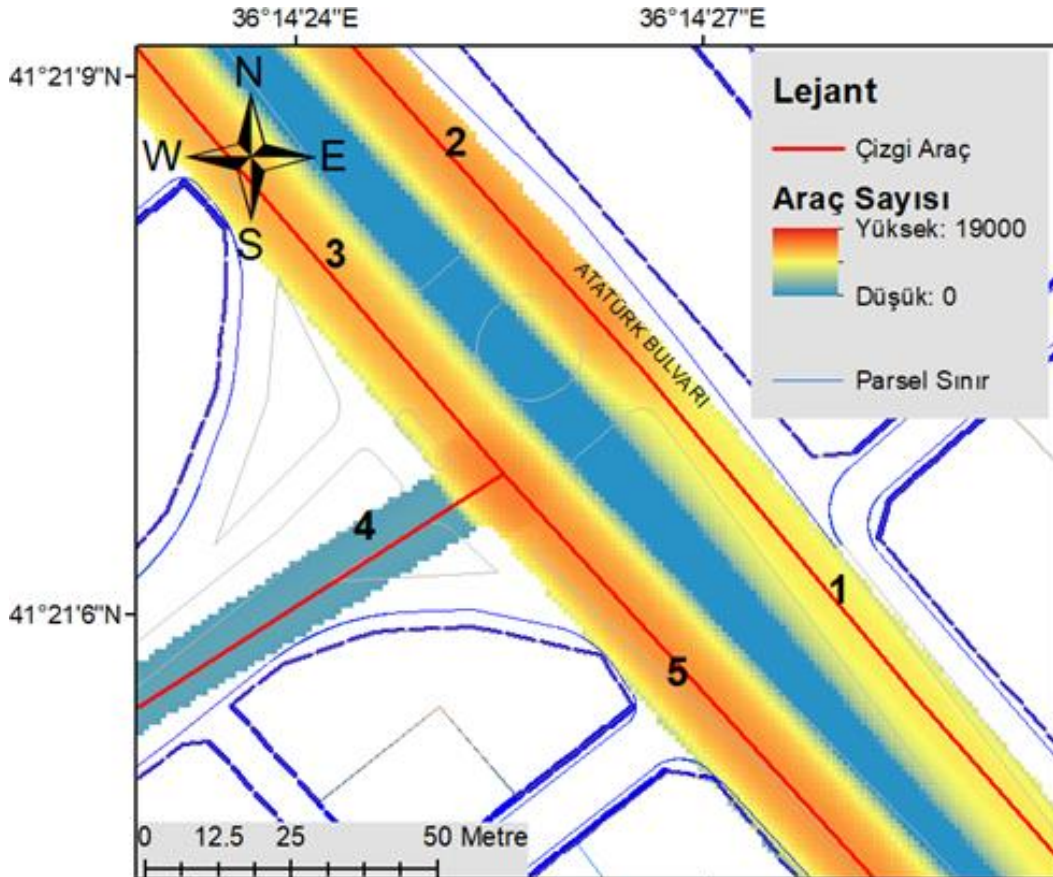 36°14'24"E
36°14'27"E
41°21'9"N
41°21'6"N
N
W
E
S
2
3
ATATÜRK BULVARI
4
1
5
Lejant
Çizgi Araç
Araç Sayısı
Yüksek: 19000
Düşük: 0
Parsel Sınır
0 12.5 25 50 Metre